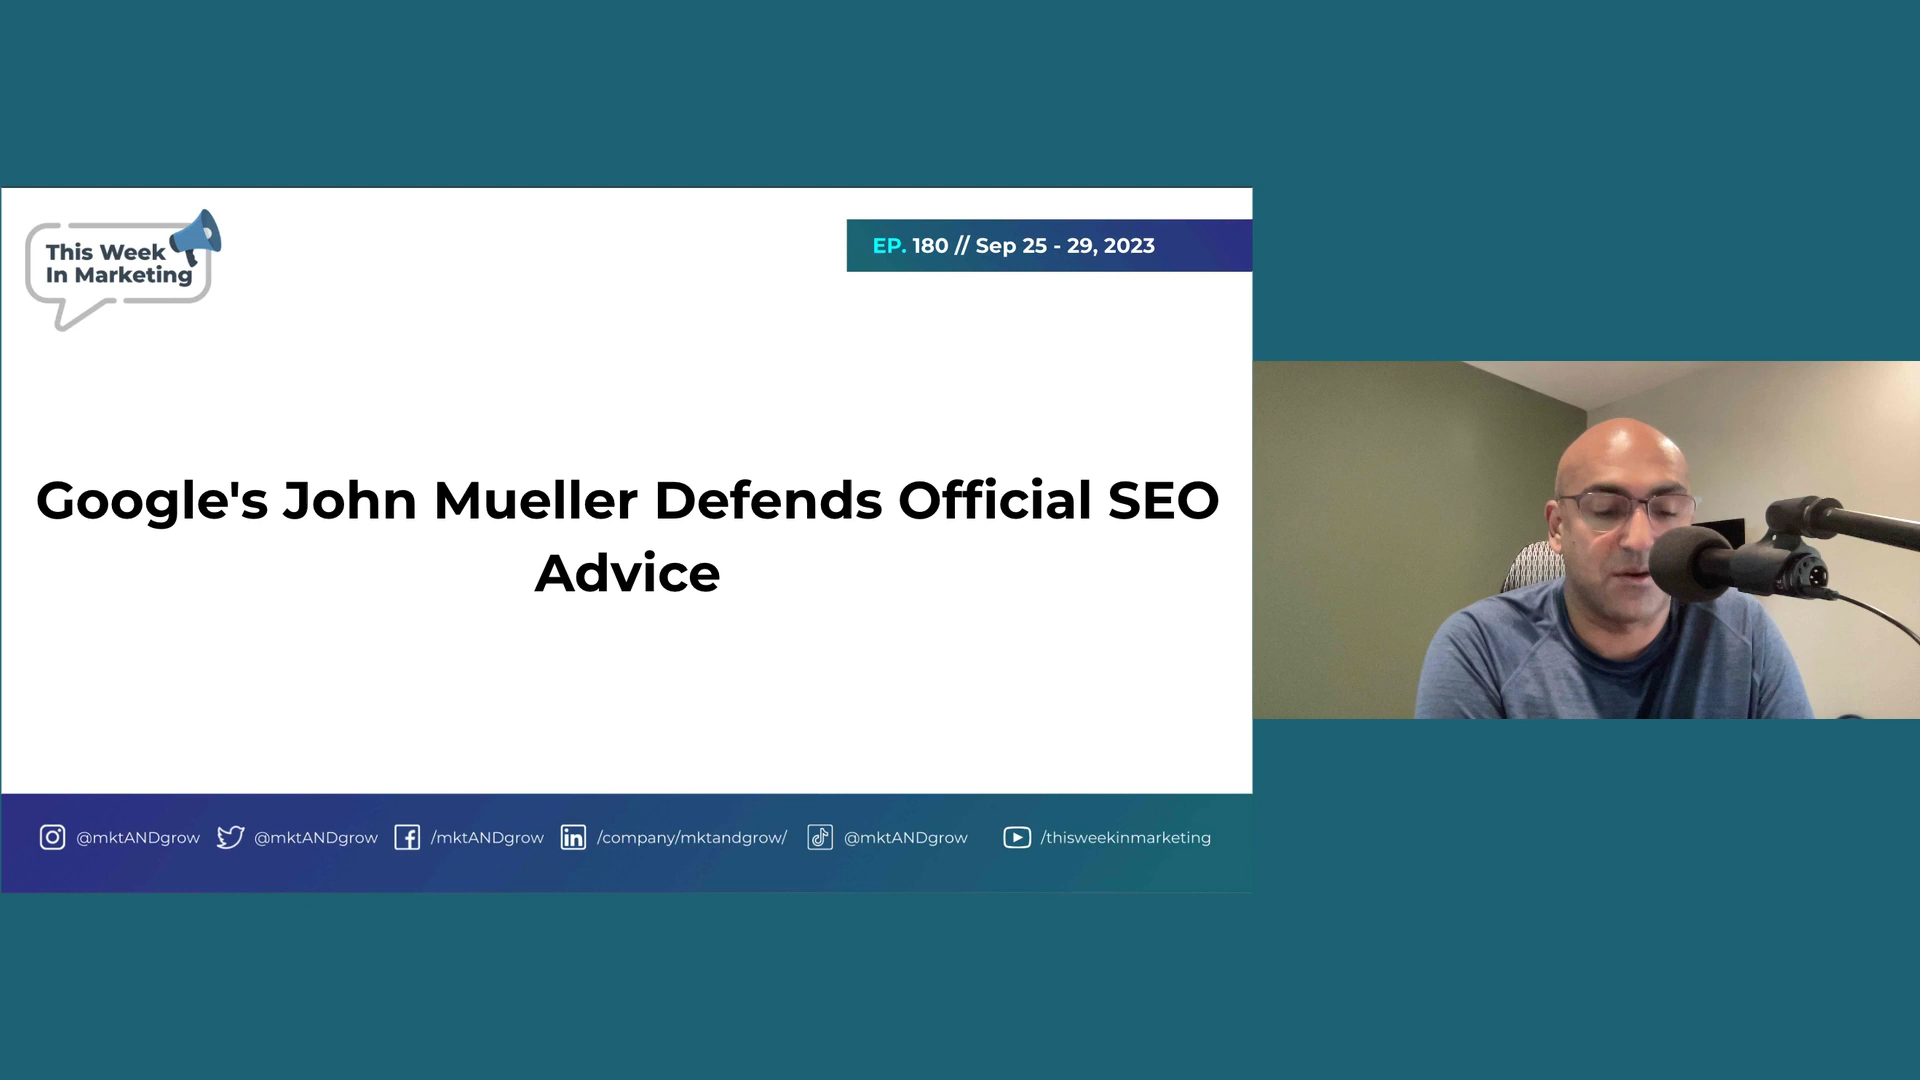 This Week
In Marketing
EP. 180 // Sep 25 - 29, 2023
Google's John Mueller Defends Official SEO
Advice
@mktANDgrow @mktANDgrow /mktANDgrow /company/mktandgrow/ @mktANDgrow /thisweekinmarketing